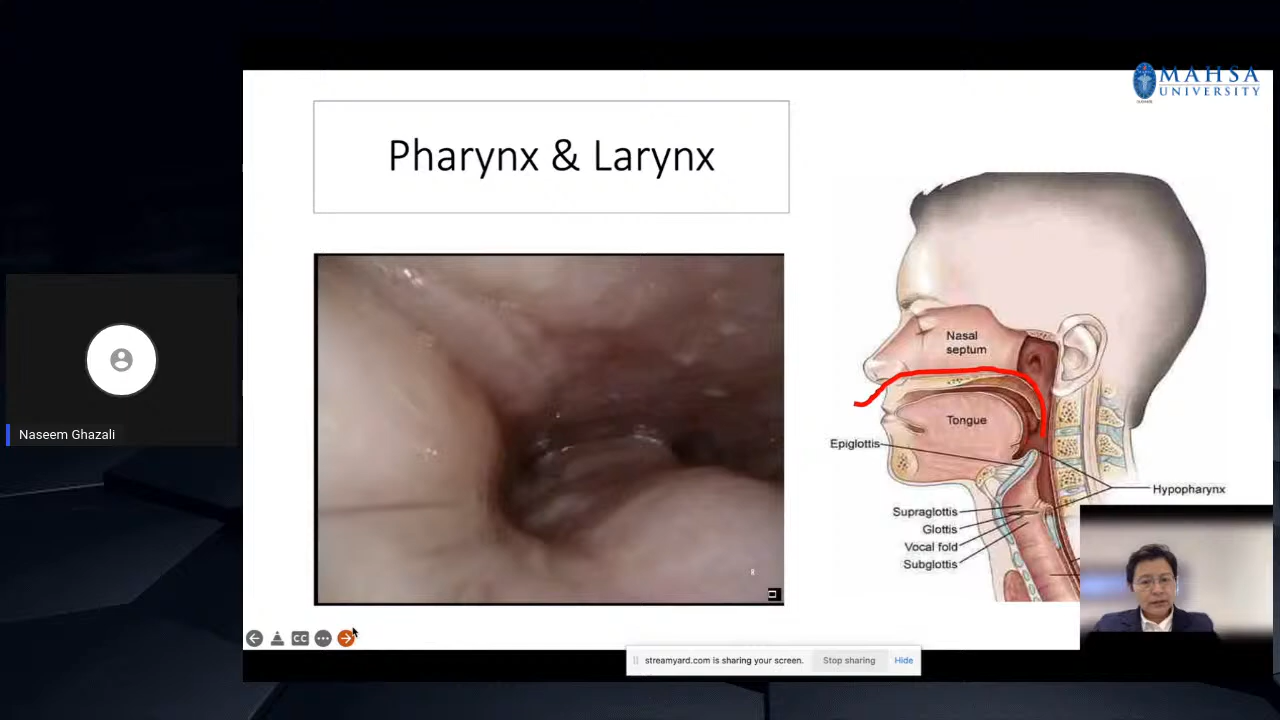 MAHSA
UNIVERSITY
Pharynx & Larynx
Nasal
septum
Tongue
Epiglottis
Hypopharynx
Supraglottis
Glottis
Vocal fold
Subglottis
Naseem Ghazali
CC
streamyard.com is sharing your screen.
Stop sharing
Hide